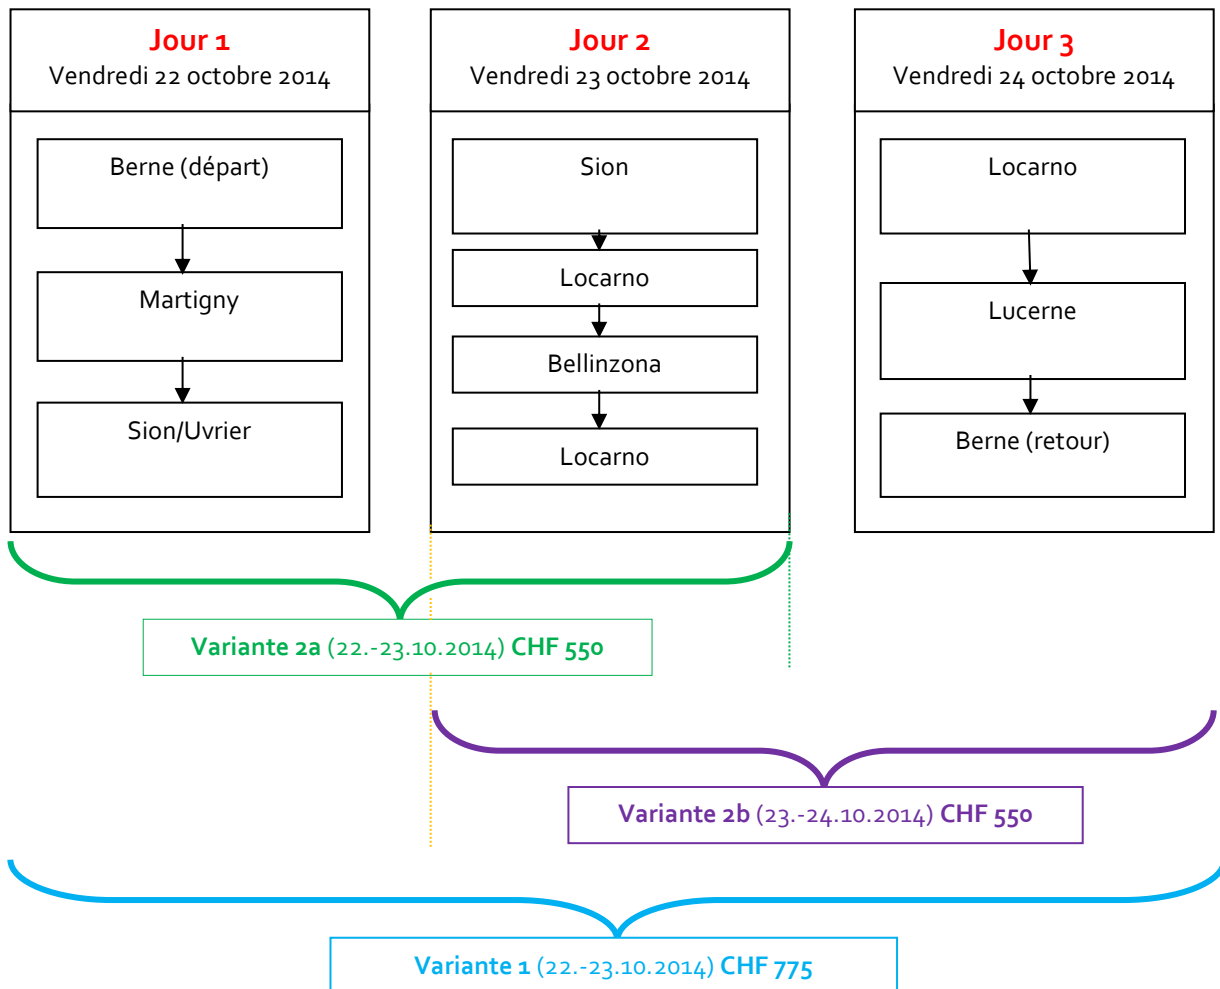 Jour 1
Vendredi 22 octobre 2014
Berne (départ)
Martigny
Sion/Uvrier
Jour 2
Vendredi 23 octobre 2014
Sion
Locarno
Bellinzona
Locarno
Jour 3
Vendredi 24 octobre 2014
Locarno
Lucerne
Berne (retour)
Variante 2a (22.-23.10.2014) CHF 550
Variante 2b (23.-24.10.2014) CHF 550
Variante 1 (22.-23.10.2014) CHF 775